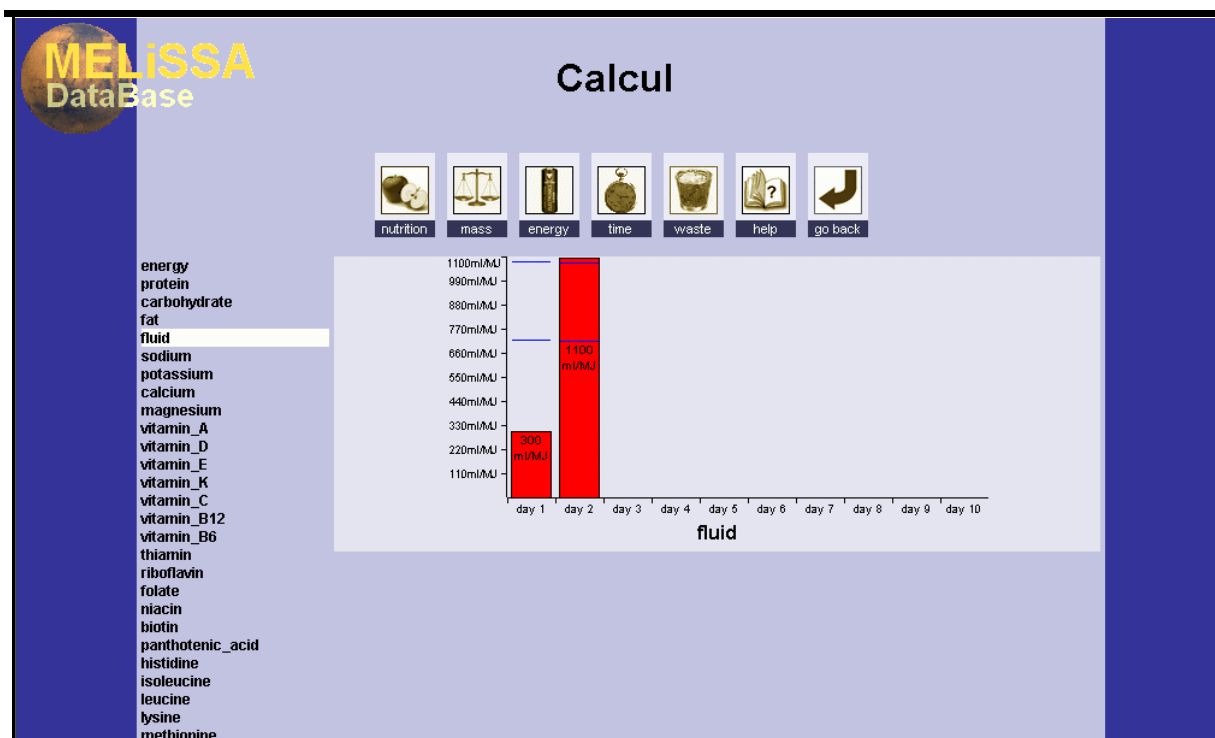 MELiSSA
DataBase
Calcul
nutrition mass energy time waste help go back
energy
protein
carbohydrate
fat
fluid
sodium
potassium
calcium
magnesium
vitamin_A
vitamin_D
vitamin_E
vitamin_K
vitamin_C
vitamin_B12
vitamin_B6
thiamin
riboflavin
folate
niacin
biotin
panthotenic_acid
histidine
isoleucine
leucine
lysine
methionine
1100ml/MJ
990ml/MJ
880ml/MJ
770ml/MJ
660ml/MJ
550ml/MJ
440ml/MJ
330ml/MJ
220ml/MJ
110ml/MJ
300
ml/MJ
1100
ml/MJ
day 1 day 2 day 3 day 4 day 5 day 6 day 7 day 8 day 9 day 10
fluid